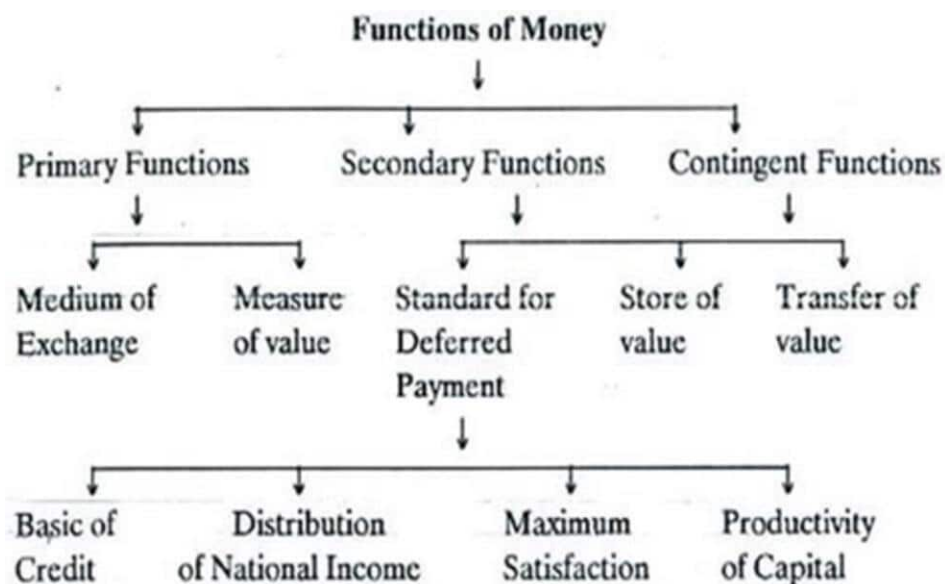 Functions of Money
Primary Functions
Secondary Functions
Contingent Functions
Medium of
Exchange
Measure
of value
Standard for
Deferred
Payment
Store of
value
Transfer of
value
Basic of
Credit
Distribution
of National Income
Maximum
Satisfaction
Productivity
of Capital